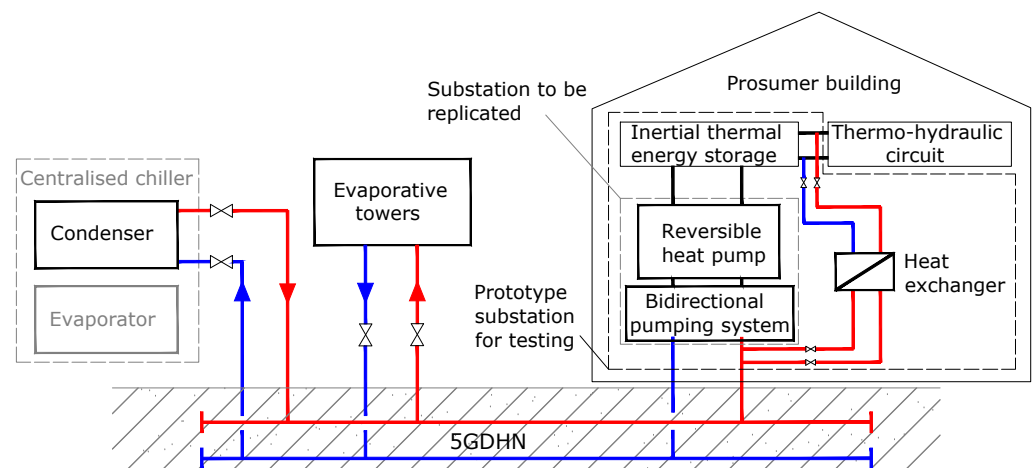 Prosumer building
Substation to be
replicated
Inertial thermal
energy storage
Thermo-hydraulic
circuit
Centralised chiller
Condenser
Evaporator
Evaporative
towers
Reversible
heat pump
Bidirectional
pumping system
Heat
exchanger
Prototype
substation
for testing
5GDHN